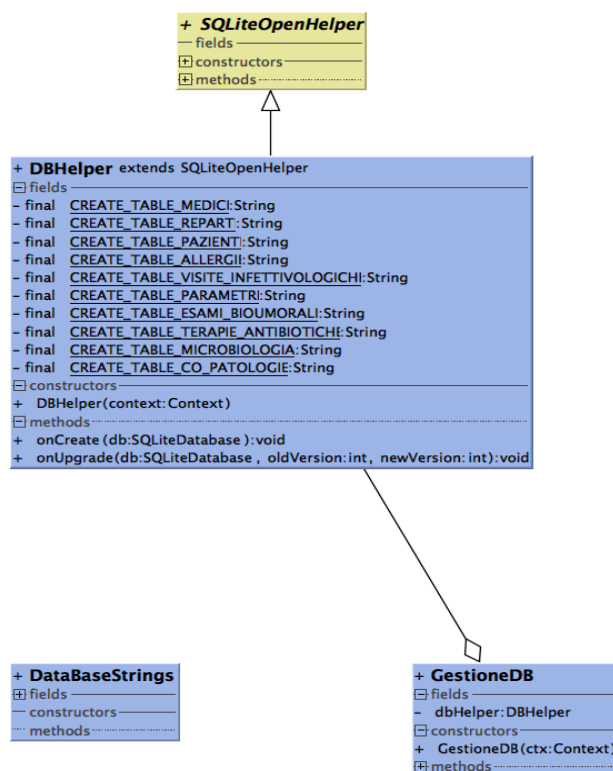 + SQLiteOpenHelper
fields
constructors
methods
+ DBHelper extends SQLiteOpenHelper
fields
- final CREATE_TABLE_MEDICI:String
- final CREATE_TABLE_REPARTI:String
- final CREATE_TABLE_PAZIENTI:String
- final CREATE_TABLE_ALLERGII:String
- final CREATE_TABLE_VISITE_INFETTIVOLOGICHI:String
- final CREATE_TABLE_PARAMETRI:String
- final CREATE_TABLE_ESAMI_BIOUMORALI:String
- final CREATE_TABLE_TERAPIE_ANTIBIOTICHI:String
- final CREATE_TABLE_MICROBIOLOGIA:String
- final CREATE_TABLE_CO_PATOLOGIE:String
constructors
+ DBHelper(context:Context)
methods
+ onCreate(db:SQLiteDatabase):void
+ onUpgrade(db:SQLiteDatabase, oldVersion:int, newVersion:int):void
+ DataBaseStrings
fields
constructors
methods
+ GestioneDB
fields
- dbHelper:DBHelper
constructors
+ GestioneDB(ctx:Context)
methods